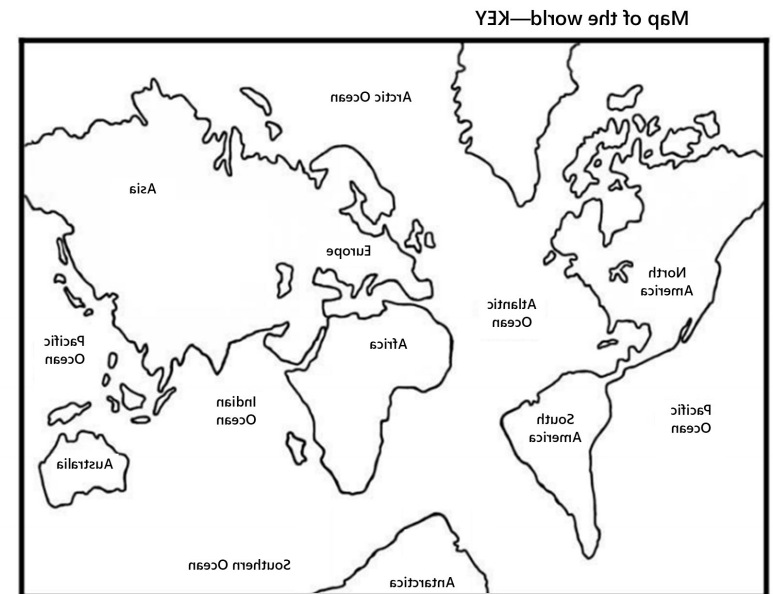 Map of the world—KEY
Arctic Ocean
Asia
Europe
North
America
Atlantic
Ocean
Pacific
Ocean
Africa
Indian
Ocean
Pacific
Ocean
South
America
Australia
Southern Ocean
Antarctica